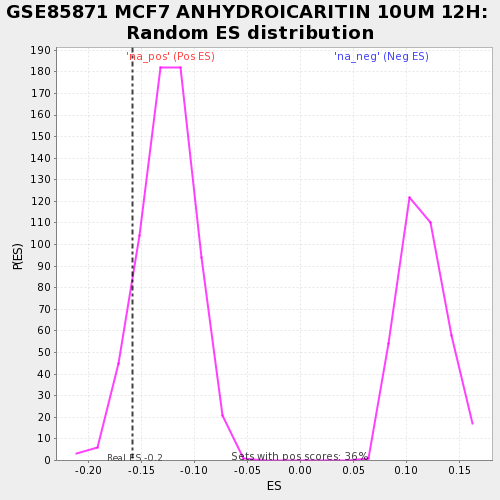 GSE85871 MCF7 ANHYDROICARITIN 10UM 12H:
Random ES distribution
'na_pos' (Pos ES)
'na_neg' (Neg ES)
190
180
170
160
150
140
130
120
110
100
90
80
70
60
50
40
30
20
10
0
P(ES)
Real ES -0.2
Sets with pos scores: 36%
-0.20 -0.15 -0.10 -0.05 0.00 0.05 0.10 0.15
ES